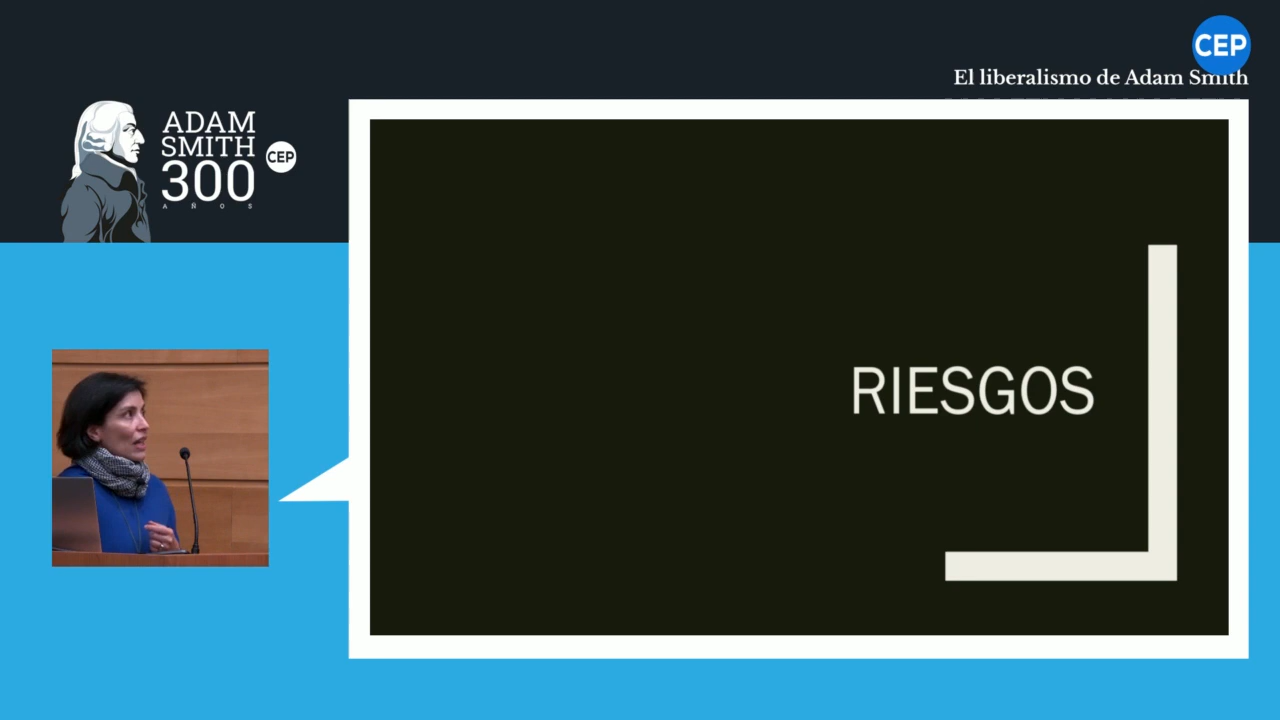 CEP
El liberalismo de Adam Smith
ADAM
SMITH
300
AÑOS
CEP
RIESGOS